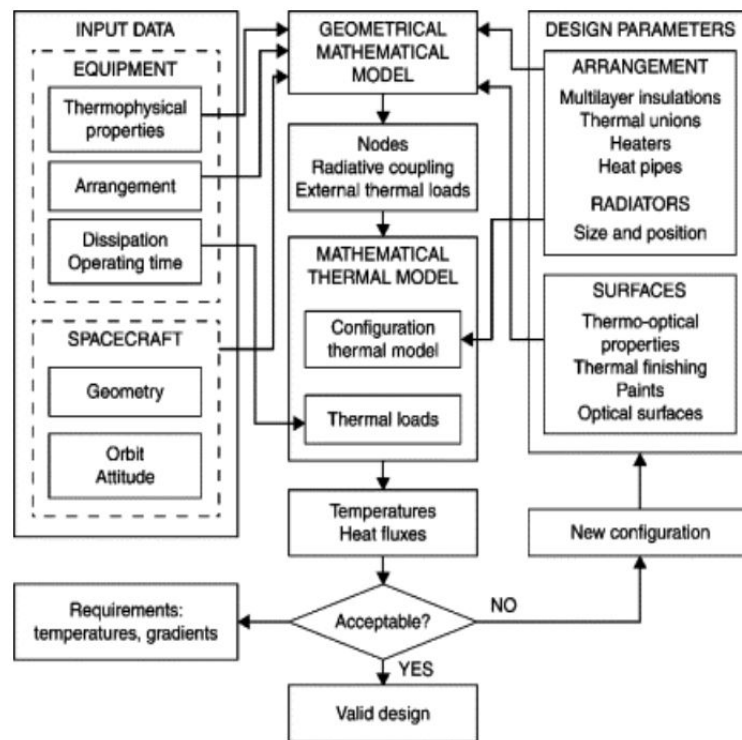 INPUT DATA
EQUIPMENT
Thermophysical
properties
Arrangement
Dissipation
Operating time
SPACECRAFT
Geometry
Orbit
Attitude
GEOMETRICAL
MATHEMATICAL
MODEL
Nodes
Radiative coupling
External thermal loads
MATHEMATICAL
THERMAL MODEL
Configuration
thermal model
Thermal loads
Temperatures
Heat fluxes
DESIGN PARAMETERS
ARRANGEMENT
Multilayer insulations
Thermal unions
Heaters
Heat pipes
RADIATORS
Size and position
SURFACES
Thermo-optical
properties
Thermal finishing
Paints
Optical surfaces
New configuration
Requirements:
temperatures, gradients
Acceptable?
NO
YES
Valid design